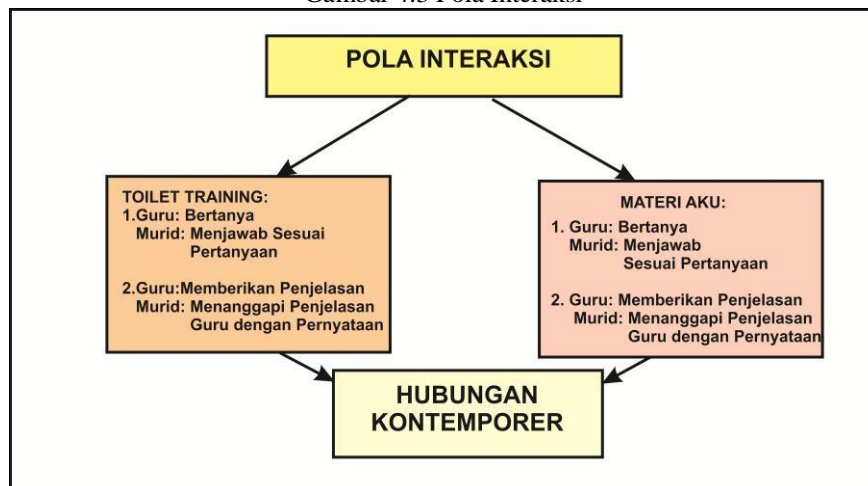 Gambar 4.3 Pola Interaksi
POLA INTERAKSI
TOILET TRAINING:
1.Guru: Bertanya
Murid: Menjawab Sesuai
Pertanyaan
2.Guru:Memberikan Penjelasan
Murid: Menanggapi Penjelasan
Guru dengan Pernyataan
MATERI AKU:
1. Guru: Bertanya
Murid: Menjawab
Sesuai Pertanyaan
2. Guru: Memberikan Penjelasan
Murid: Menanggapi Penjelasan
Guru dengan Pernyataan
HUBUNGAN
KONTEMPORER